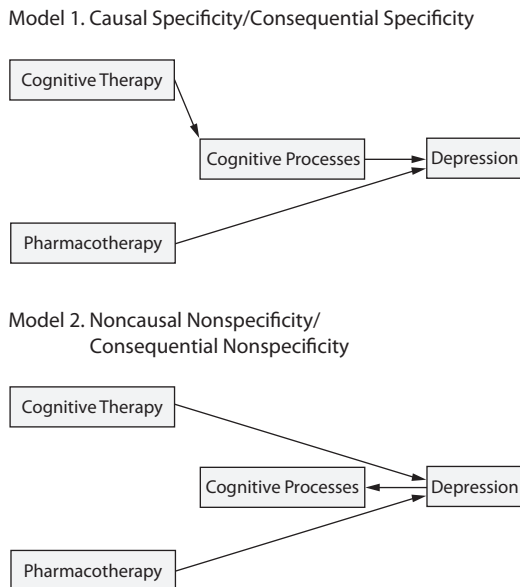 Model 1. Causal Specificity/Consequential Specificity
Cognitive Therapy
Cognitive Processes
Depression
Pharmacotherapy
Model 2. Noncausal Nonspecificity/
Consequential Nonspecificity
Cognitive Therapy
Cognitive Processes
Depression
Pharmacotherapy